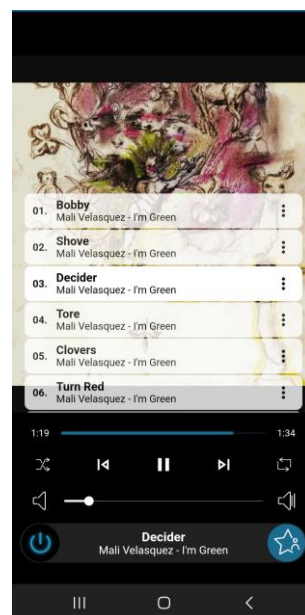 01. Bobby
Mali Velasquez - I'm Green
02. Shove
Mali Velasquez - I'm Green
03. Decider
Mali Velasquez - I'm Green
04. Tore
Mali Velasquez - I'm Green
05. Clovers
Mali Velasquez - I'm Green
06. Turn Red
Mali Velasquez - I'm Green
1:19 1:34
Decider
Mali Velasquez - I'm Green